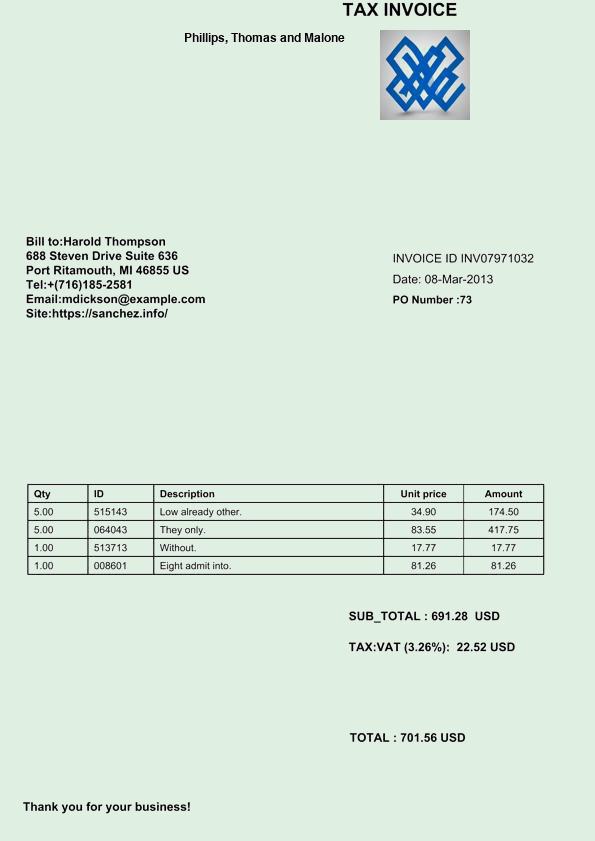 TAX INVOICE
Phillips, Thomas and Malone
Bill to:Harold Thompson
688 Steven Drive Suite 636
Port Ritamouth, MI 46855 US
Tel:+(716)185-2581
Email:mdickson@example.com
Site:https://sanchez.info/
INVOICE ID INV07971032
Date: 08-Mar-2013
PO Number :73
Qty ID Description Unit price Amount
5.00 515143 Low already other. 34.90 174.50
5.00 064043 They only. 83.55 417.75
1.00 513713 Without. 17.77 17.77
1.00 008601 Eight admit into. 81.26 81.26
SUB_TOTAL : 691.28 USD
TAX:VAT (3.26%): 22.52 USD
TOTAL : 701.56 USD
Thank you for your business!